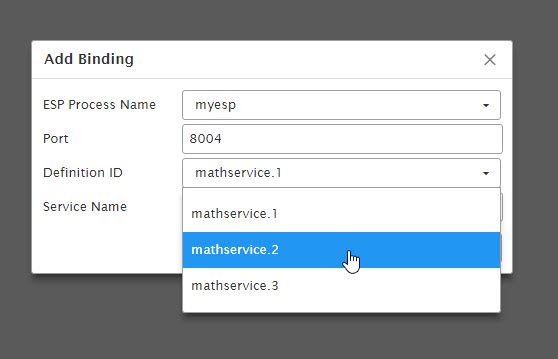 Add Binding
ESP Process Name myesp
Port 8004
Definition ID mathservice.1
Service Name
mathservice.1
mathservice.2
mathservice.3